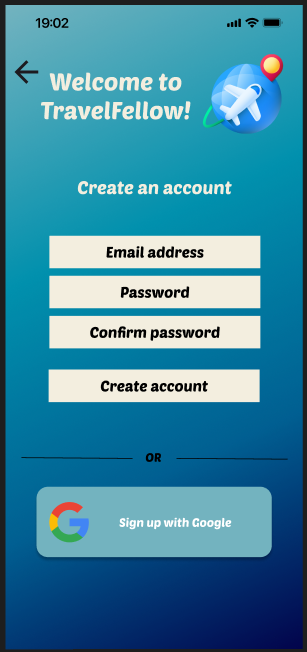 19:02
Welcome to
TravelFellow!
Create an account
Email address
Password
Confirm password
Create account
OR
Sign up with Google